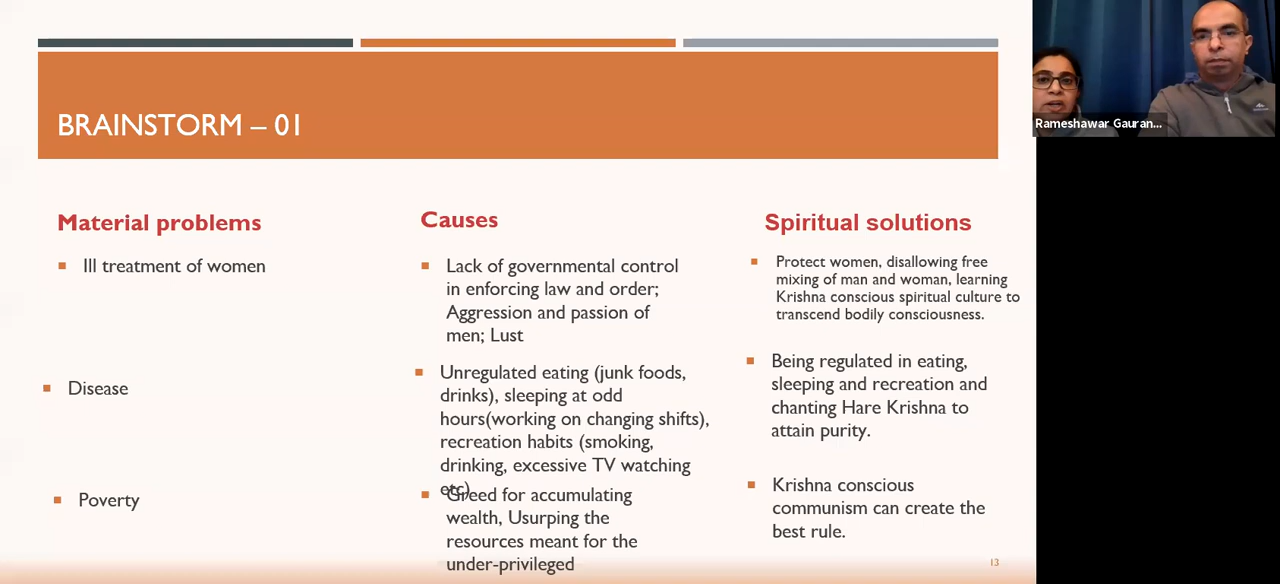 BRAINSTORM – 01
Material problems
Ill treatment of women
Disease
Poverty
Causes
Lack of governmental control
in enforcing law and order;
Aggression and passion of
men; Lust
Unregulated eating (junk foods,
drinks), sleeping at odd
hours(working on changing shifts),
recreation habits (smoking,
drinking, excessive TV watching
etc)
Greed for accumulating
wealth, Usurping the
resources meant for the
under-privileged
Spiritual solutions
Protect women, disallowing free
mixing of man and woman, learning
Krishna conscious spiritual culture to
transcend bodily consciousness.
Being regulated in eating,
sleeping and recreation and
chanting Hare Krishna to
attain purity.
Krishna conscious
communism can create the
best rule.
13
Rameshawar Gauran...